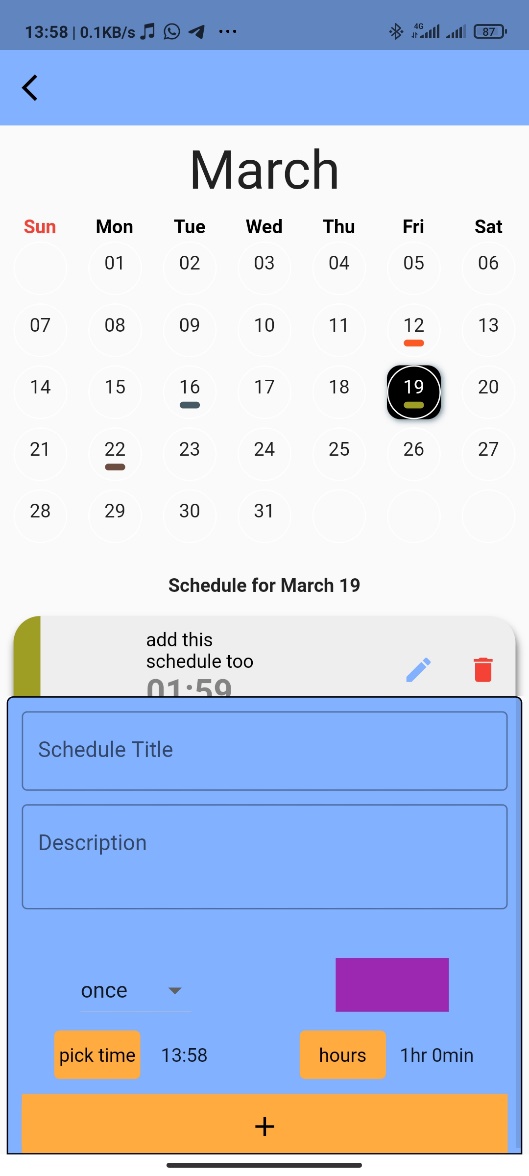 13:58 | 0.1KB/s ... 4G 87
March
Sun Mon Tue Wed Thu Fri Sat
01 02 03 04 05 06
07 08 09 10 11 12 13
14 15 16 17 18 19 20
21 22 23 24 25 26 27
28 29 30 31
Schedule for March 19
add this
schedule too
01:59
Schedule Title
Description
once
pick time 13:58 hours 1hr 0min
+